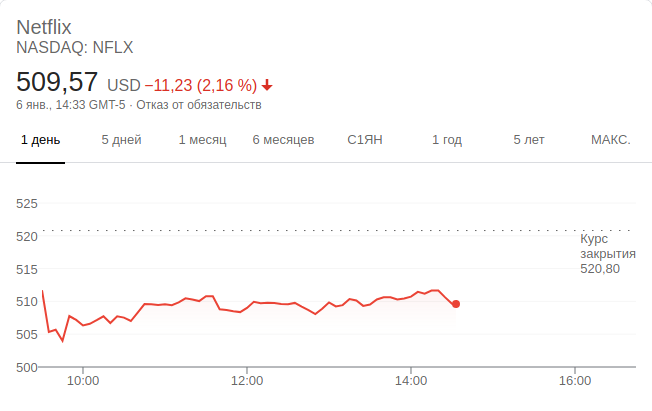 Netflix
NASDAQ: NFLX
509,57 USD −11,23 (2,16 %)
6 янв., 14:33 GMT-5 · Отказ от обязательств
1 день 5 дней 1 месяц 6 месяцев С1ЯН 1 год 5 лет МАКС.
525
520
515
510
505
500
Курс
закрытия
520,80
10:00 12:00 14:00 16:00